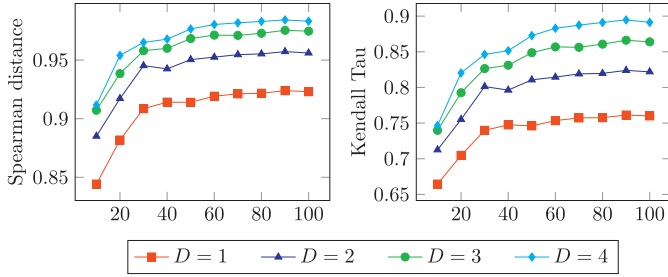 Spearman distance
0.95
0.9
0.85
20 40 60 80 100
Kendall Tau
0.9
0.85
0.8
0.75
0.7
0.65
20 40 60 80 100
D = 1 D = 2 D = 3 D = 4